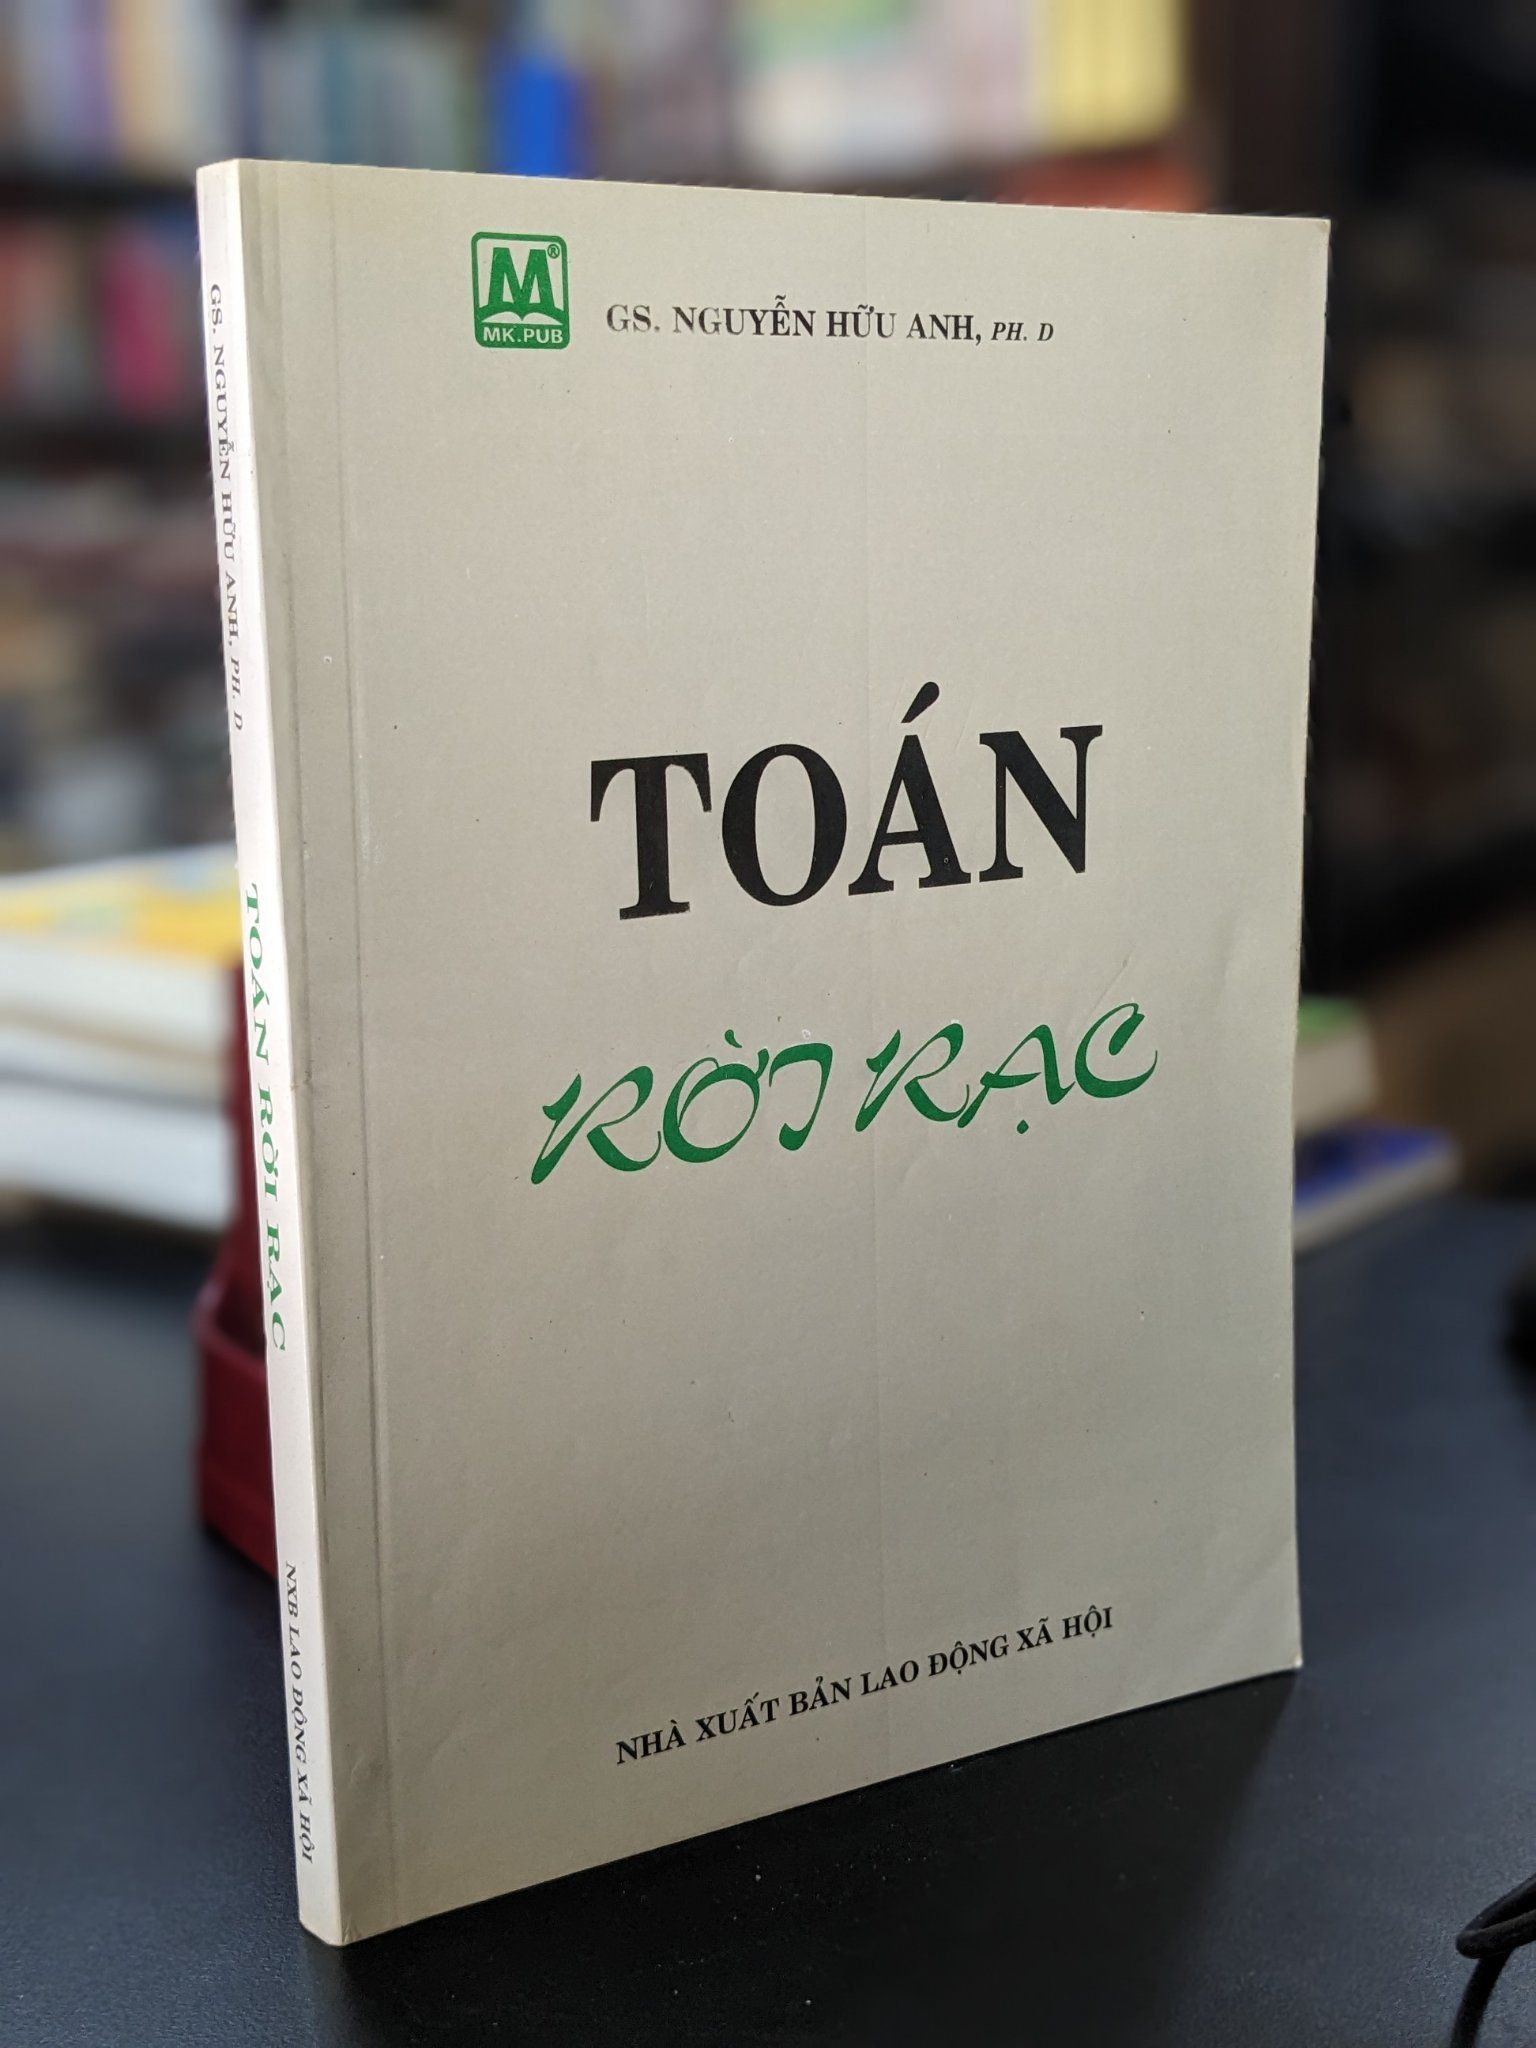 M®
MK.PUB
GS. NGUYỄN HỮU ANH, PH. D
TOÁN
RỜI RẠC
NHÀ XUẤT BẢN LAO ĐỘNG XÃ HỘI
GS. NGUYỄN HỮU ANH, PH. D
TOÁN RỜI RẠC
NXB LAO ĐỘNG XÃ HỘI